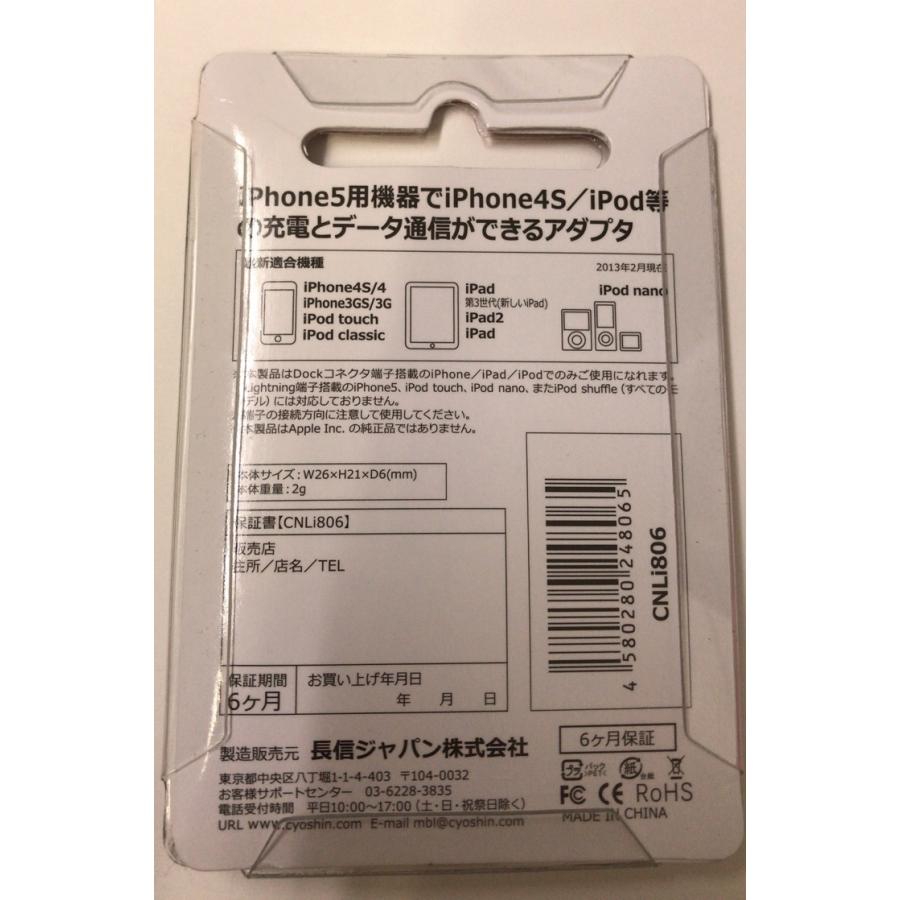 iPhone5用機器でiPhone4S／iPod等
の充電とデータ通信ができるアダプタ
新適合機種
2013年2月現在
iPhone4S/4
iPhone3GS/3G
iPod touch
iPod classic
iPad
第3世代(新しいiPad)
iPad2
iPad
iPod nano
※本製品はDockコネクタ端子搭載のiPhone／iPad／iPodでのみご使用になれます。
Lightning端子搭載のiPhone5、iPod touch、iPod nano、またiPod shuffle（すべてのモ
デル）には対応しておりません。
端子の接続方向に注意して使用してください。
本製品はApple Inc. の純正品ではありません。
本体サイズ：W26×H21×D6(mm)
本体重量：2g
保証書【CNLi806】
販売店
住所／店名／TEL
保証期間
6ヶ月
お買い上げ年月日
年 月 日
4 580280 248065
CNLi806
製造販売元 長信ジャパン株式会社
東京都中央区八丁堀1-1-4-403 〒104-0032
お客様サポートセンター 03-6228-3835
電話受付時間 平日10:00～17:00（土・日・祝祭日除く）
URL www.cyoshin.com E-mail mbl@cyoshin.com
6ヶ月保証
プラ
パック
紙
台紙
FC CE RoHS
MADE IN CHINA